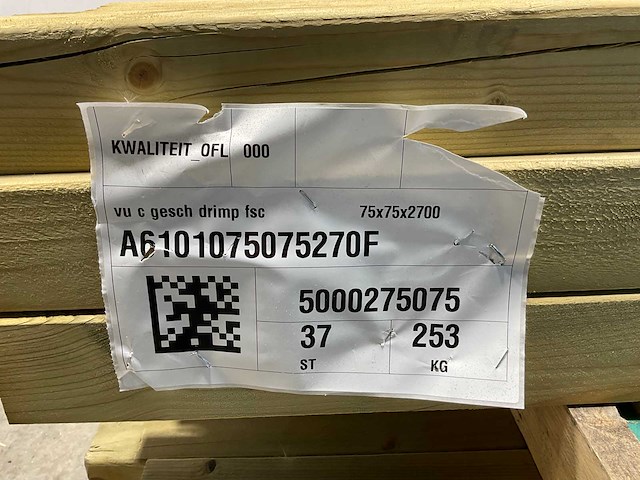 KWALITEIT_OFL 000
vu c gesch drimp fsc 75x75x2700
A6101075075270F
5000275075
37 253
ST KG